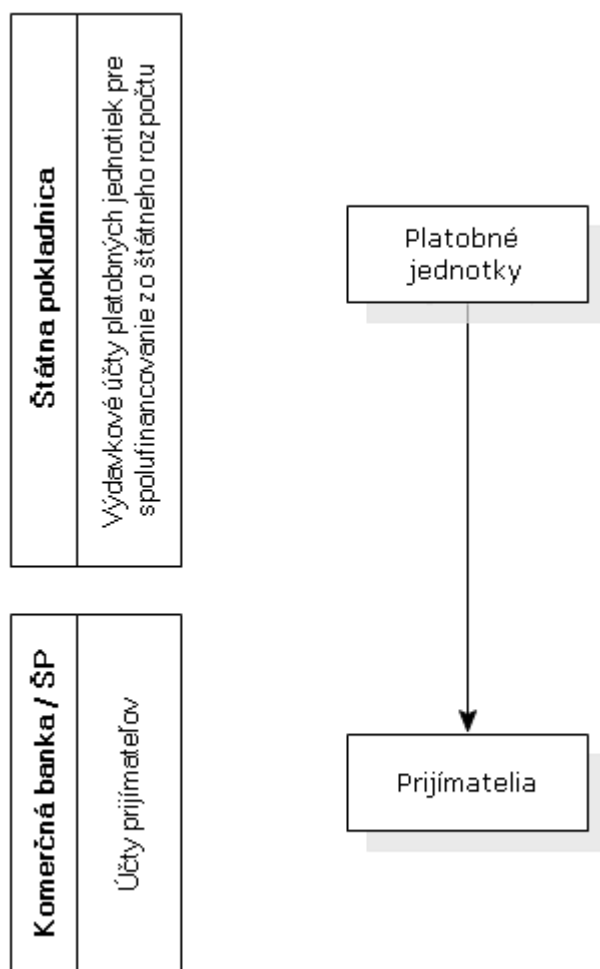 Štátna pokladnica
Výdavkové účty platobných jednotiek pre
spolufinancovanie zo štátneho rozpočtu
Platobné
jednotky
Komerčná banka / ŠP
Účty prijímateľov
Prijímatelia